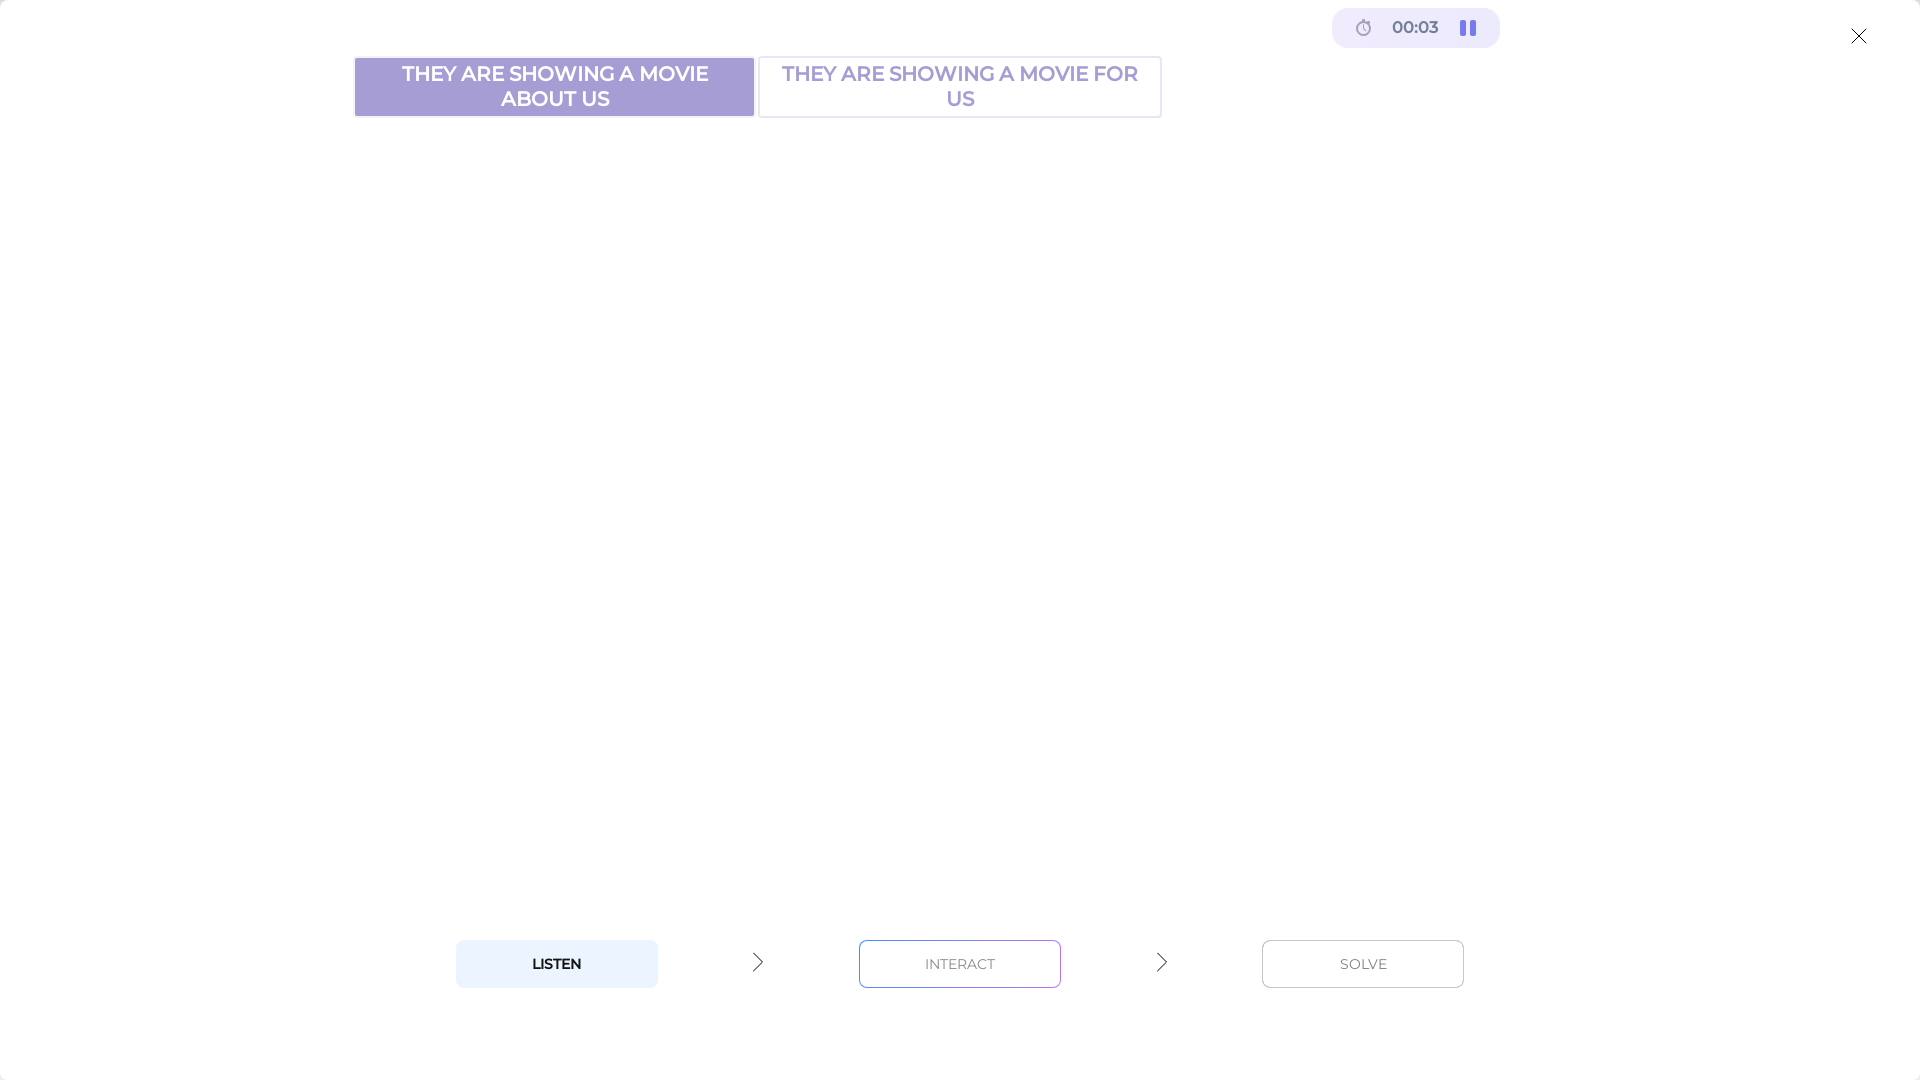 00:03
THEY ARE SHOWING A MOVIE
ABOUT US
THEY ARE SHOWING A MOVIE FOR
US
LISTEN
INTERACT
SOLVE